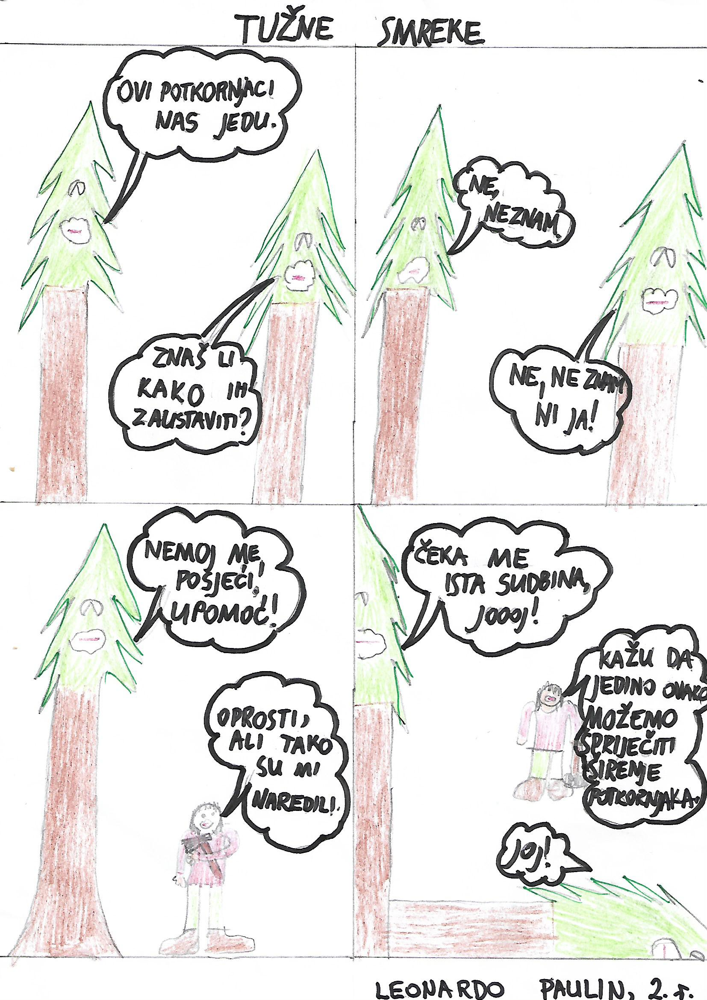 TUŽNE SMREKE
OVI POTKORNJACI
NAS JEDU.
ZNAŠ LI
KAKO IH
ZAUSTAVITI?
NE,
NEZNAM.
NE, NE ZNAM
NI JA!
NEMOJ ME
POSJEĆI,
UPOMOĆ!
OPROSTI,
ALI TAKO
SU MI
NAREDILI.
ČEKA ME
ISTA SUDBINA,
JOOOJ!
KAŽU DA
JEDINO OVAKO
MOŽEMO
SPRIJEČITI
ŠIRENJE
POTKORNJAKA.
JOJ!
LEONARDO PAULIN, 2.r.